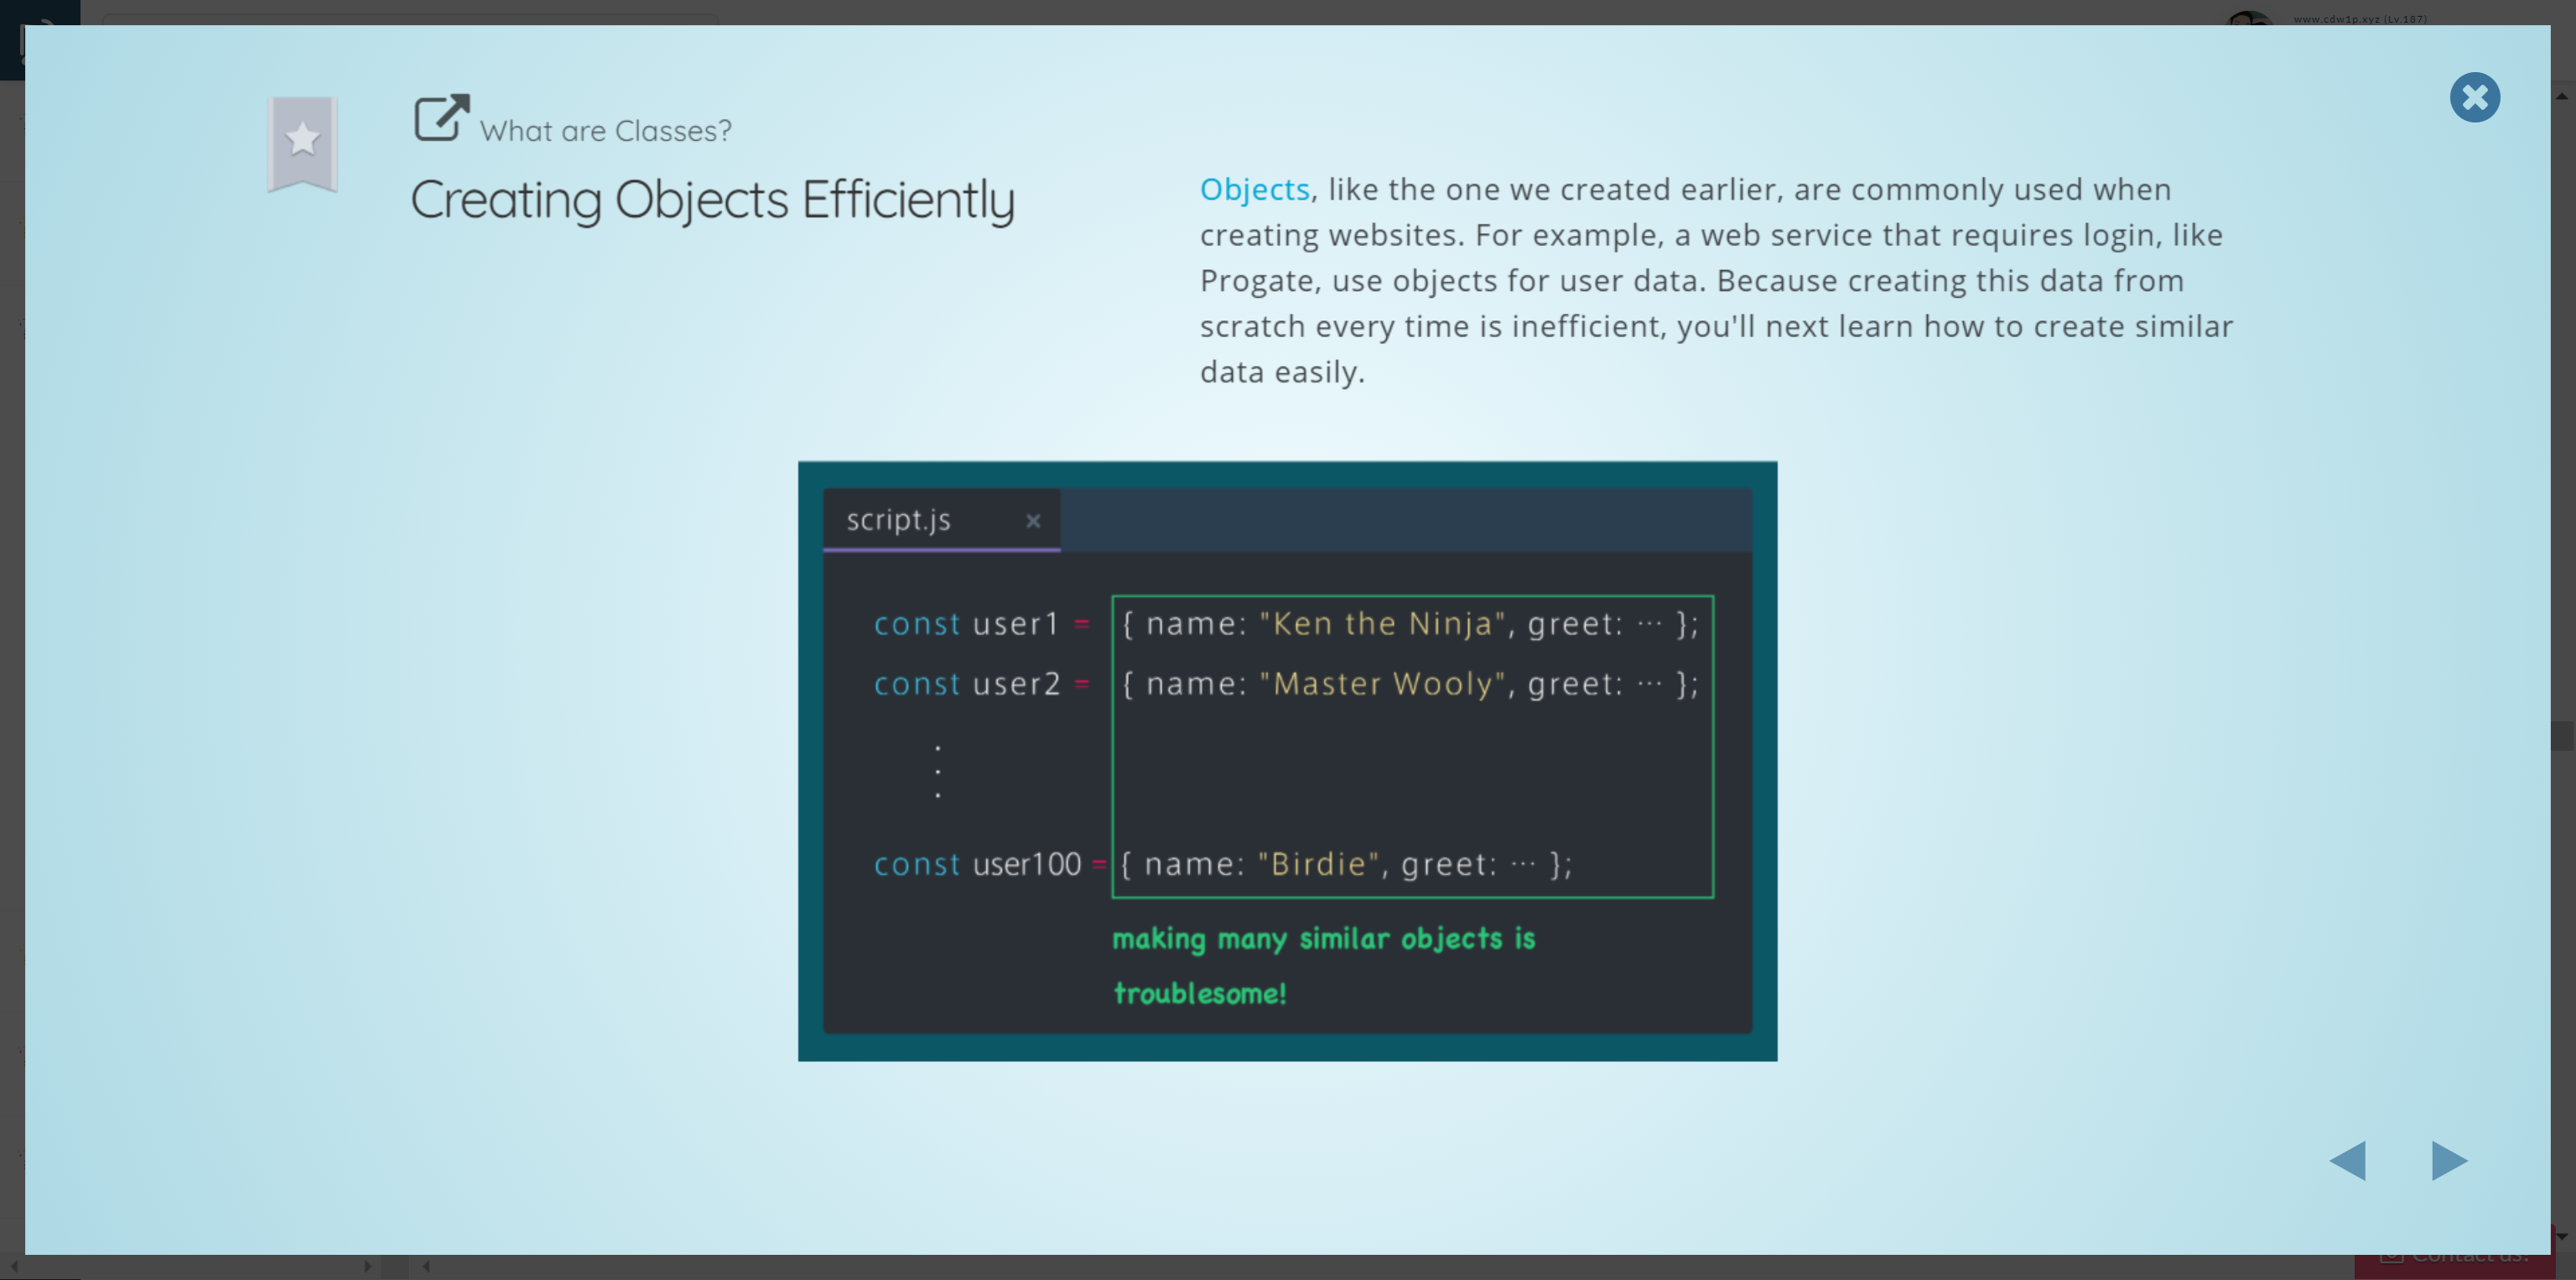 www.cdw1p.xyz (Lv.187)
What are Classes?
Creating Objects Efficiently
Objects, like the one we created earlier, are commonly used when
creating websites. For example, a web service that requires login, like
Progate, use objects for user data. Because creating this data from
scratch every time is inefficient, you'll next learn how to create similar
data easily.
script.js ×
const user1 = { name: "Ken the Ninja", greet: ··· };
const user2 = { name: "Master Wooly", greet: ··· };
.
.
.
const user100 = { name: "Birdie", greet: ··· };
making many similar objects is
troublesome!
Contact us!